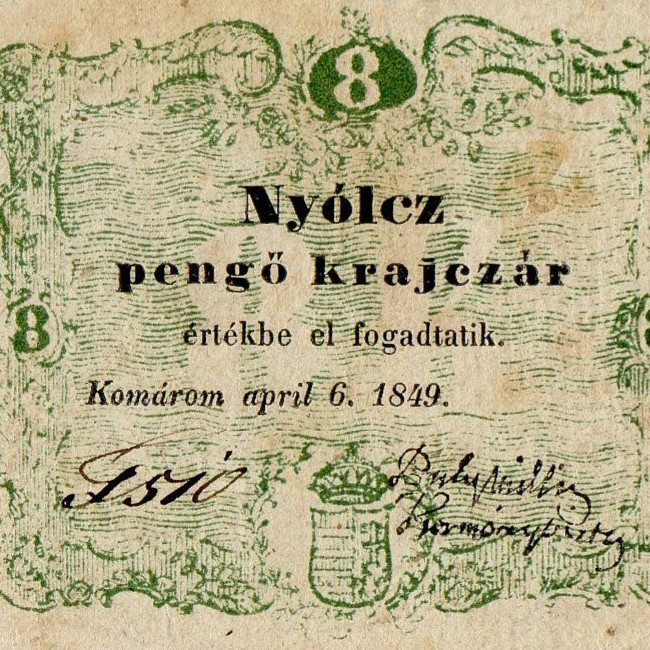 8
Nyólcz
pengő krajczár
8
értékbe el fogadtatik.
Komárom april 6. 1849.